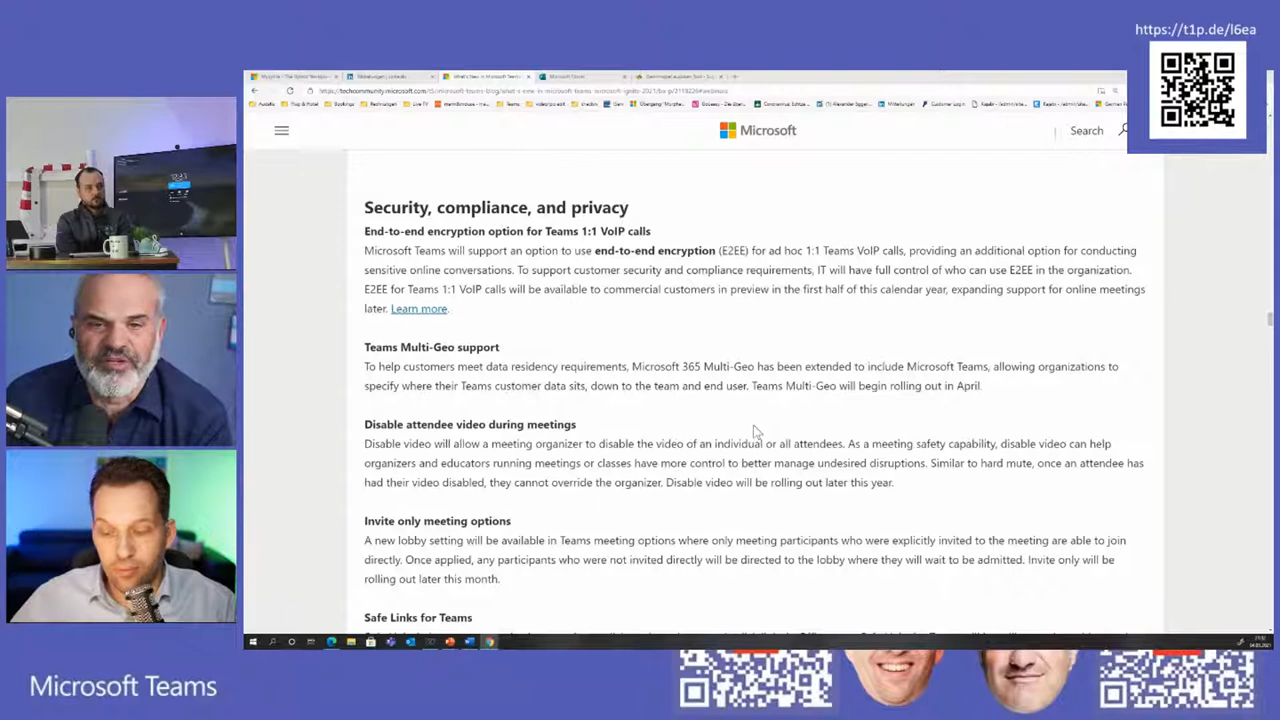 https://t1p.de/l6ea
https://techcommunity.microsoft.com/t5/microsoft-teams-blog/
Microsoft
Search
Security, compliance, and privacy
End-to-end encryption option for Teams 1:1 VoIP calls
Microsoft Teams will support an option to use end-to-end encryption (E2EE) for ad hoc 1:1 Teams VoIP calls, providing an additional option for conducting
sensitive online conversations. To support customer security and compliance requirements, IT will have full control of who can use E2EE in the organization.
E2EE for Teams 1:1 VoIP calls will be available to commercial customers in preview in the first half of this calendar year, expanding support for online meetings
later. Learn more.
Teams Multi-Geo support
To help customers meet data residency requirements, Microsoft 365 Multi-Geo has been extended to include Microsoft Teams, allowing organizations to
specify where their Teams customer data sits, down to the team and end user. Teams Multi-Geo will begin rolling out in April.
Disable attendee video during meetings
Disable video will allow a meeting organizer to disable the video of an individual or all attendees. As a meeting safety capability, disable video can help
organizers and educators running meetings or classes have more control to better manage undesired disruptions. Similar to hard mute, once an attendee has
had their video disabled, they cannot override the organizer. Disable video will be rolling out later this year.
Invite only meeting options
A new lobby setting will be available in Teams meeting options where only meeting participants who were explicitly invited to the meeting are able to join
directly. Once applied, any participants who were not invited directly will be directed to the lobby where they will wait to be admitted. Invite only will be
rolling out later this month.
Safe Links for Teams
Microsoft Teams